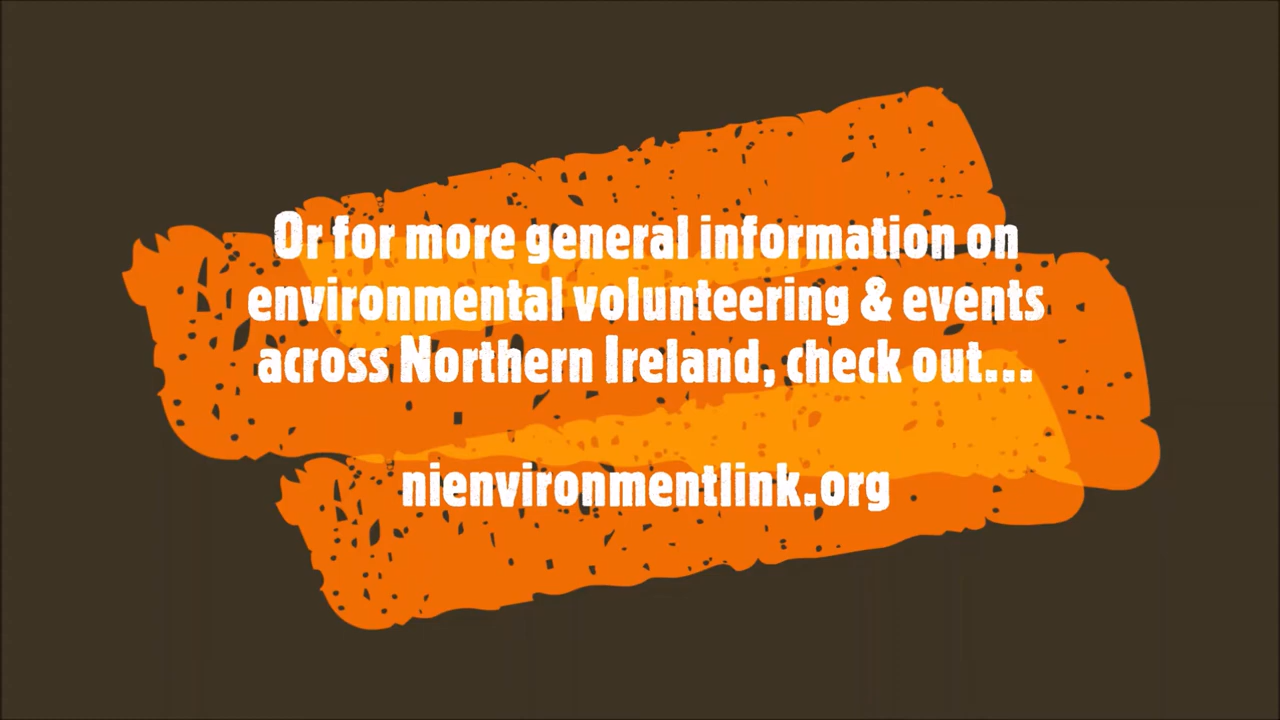 Or for more general information on
environmental volunteering & events
across Northern Ireland, check out...
nienvironmentlink.org